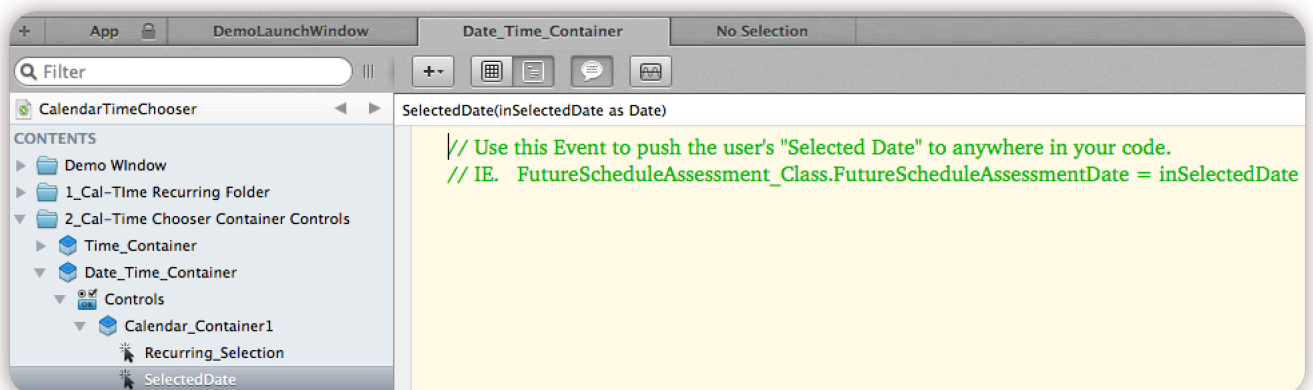 App
DemoLaunchWindow
Date_Time_Container
No Selection
Filter
CalendarTimeChooser
SelectedDate(inSelectedDate as Date)
CONTENTS
Demo WIndow
1_Cal-TIme Recurring Folder
2_Cal-Time Chooser Container Controls
Time_Container
Date_Time_Container
OK
Controls
Calendar_Container1
Recurring_Selection
SelectedDate
// Use this Event to push the user's "Selected Date" to anywhere in your code.
// IE. FutureScheduleAssessment_Class.FutureScheduleAssessmentDate = inSelectedDate